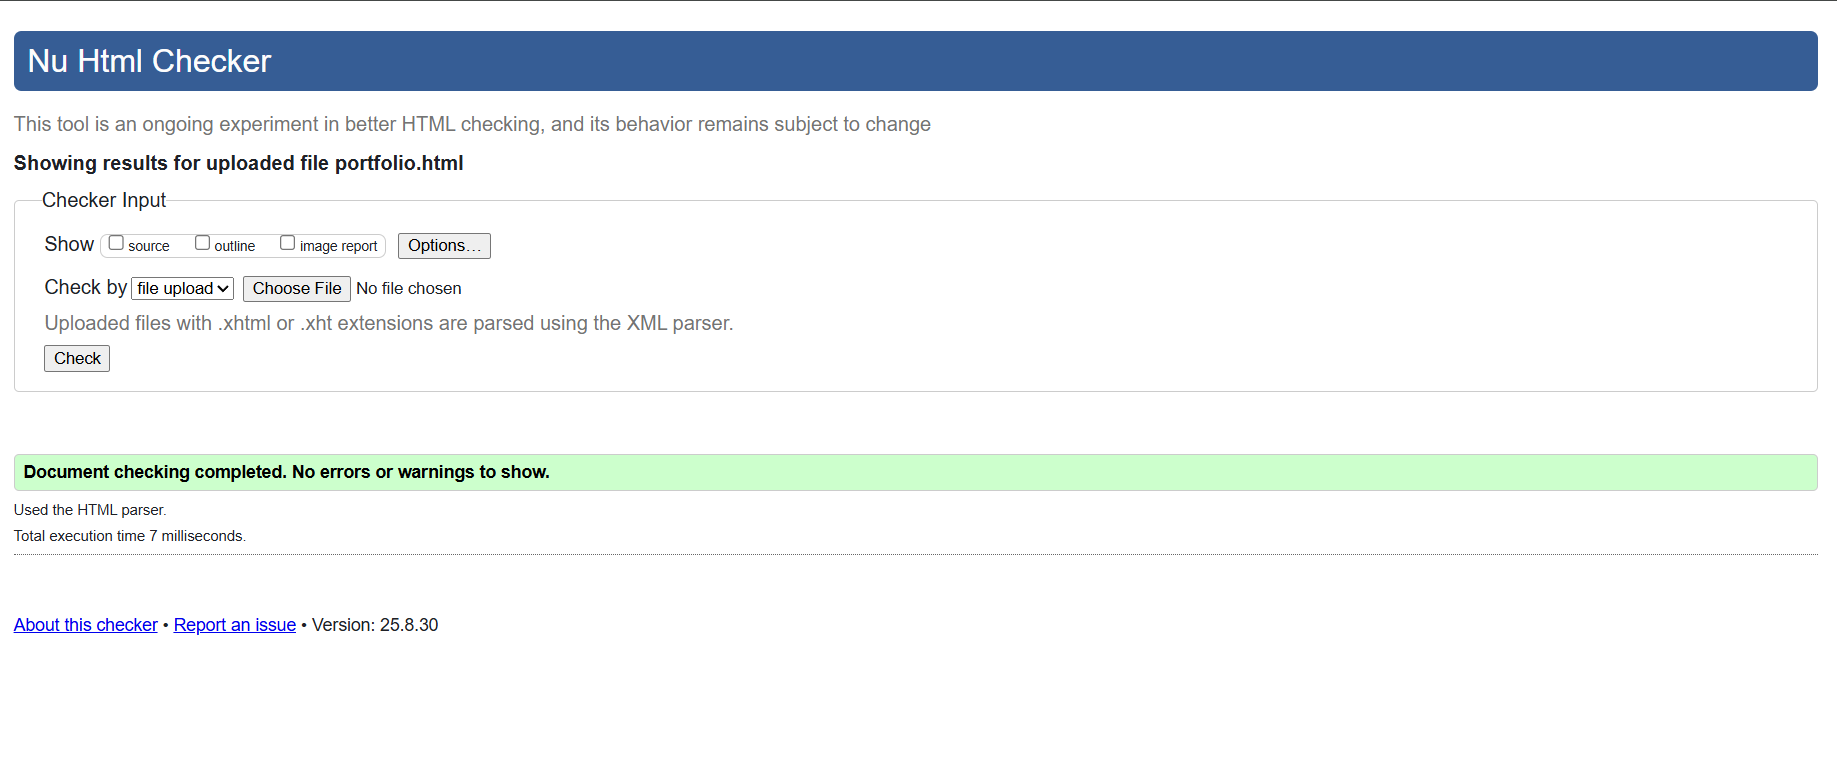 Nu Html Checker
This tool is an ongoing experiment in better HTML checking, and its behavior remains subject to change
Showing results for uploaded file portfolio.html
Checker Input
Show source outline image report Options…
Check by file upload Choose File No file chosen
Uploaded files with .xhtml or .xht extensions are parsed using the XML parser.
Check
Document checking completed. No errors or warnings to show.
Used the HTML parser.
Total execution time 7 milliseconds.
About this checker • Report an issue • Version: 25.8.30